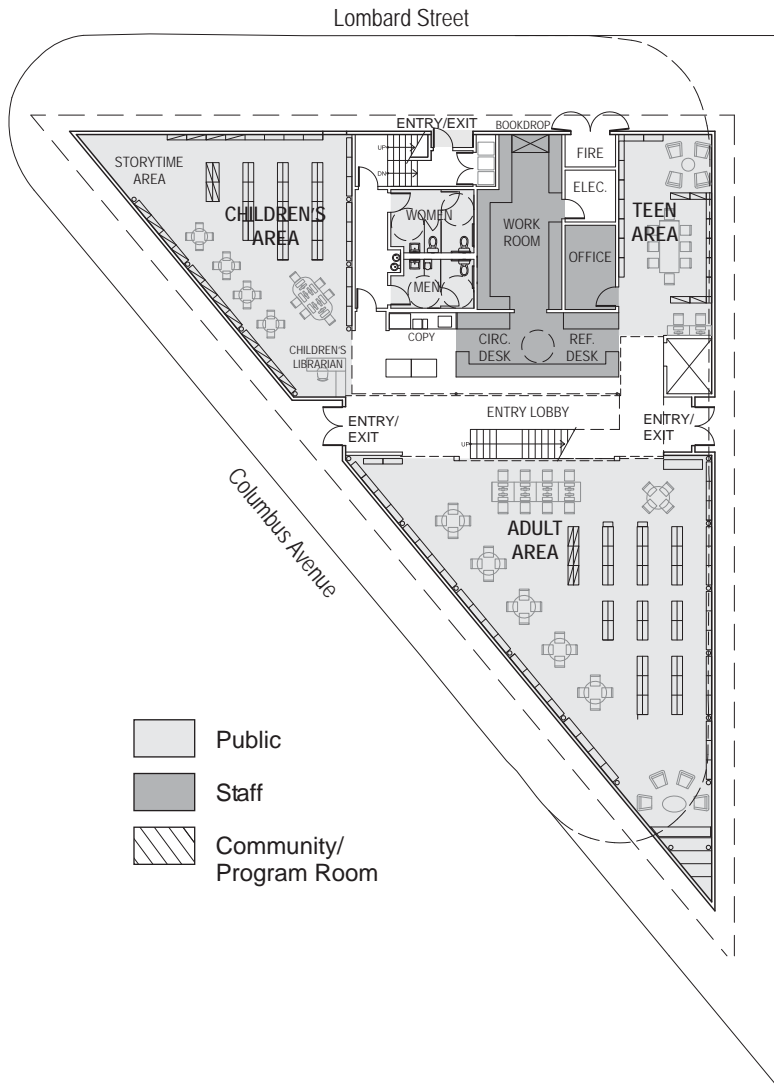 Lombard Street
ENTRY/EXIT
BOOKDROP
FIRE
STORYTIME
AREA
UP
DN
ELEC.
CHILDREN'S
AREA
WOMEN
WORK
ROOM
TEEN
AREA
OFFICE
MEN
COPY
CIRC.
DESK
REF.
DESK
CHILDREN'S
LIBRARIAN
ENTRY/
EXIT
ENTRY LOBBY
ENTRY/
EXIT
UP
Columbus Avenue
ADULT
AREA
Public
Staff
Community/
Program Room